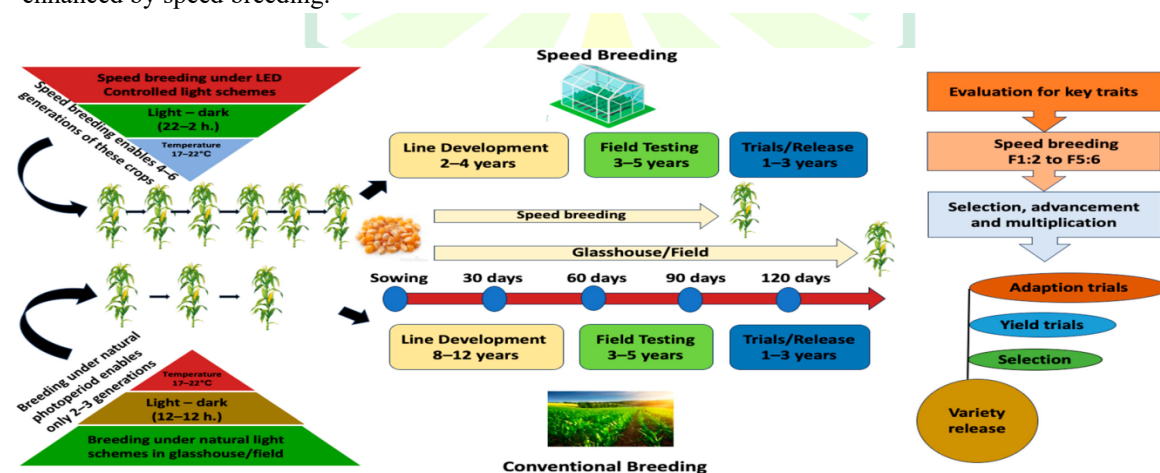 enhanced by speed breeding.
Speed breeding under LED
Controlled light schemes
Light – dark
(22–2 h.)
Temperature
17–22°C
Speed breeding enables 4–6
generations of these crops
Speed Breeding
Line Development
2–4 years
Field Testing
3–5 years
Trials/Release
1–3 years
Speed breeding
Glasshouse/Field
Sowing
30 days
60 days
90 days
120 days
Line Development
8–12 years
Field Testing
3–5 years
Trials/Release
1–3 years
Conventional Breeding
Breeding under natural
photoperiod enables
only 2–3 generations
Temperature
17–22°C
Light – dark
(12–12 h.)
Breeding under natural light
schemes in glasshouse/field
Evaluation for key traits
Speed breeding
F1:2 to F5:6
Selection, advancement
and multiplication
Adaption trials
Yield trials
Selection
Variety
release